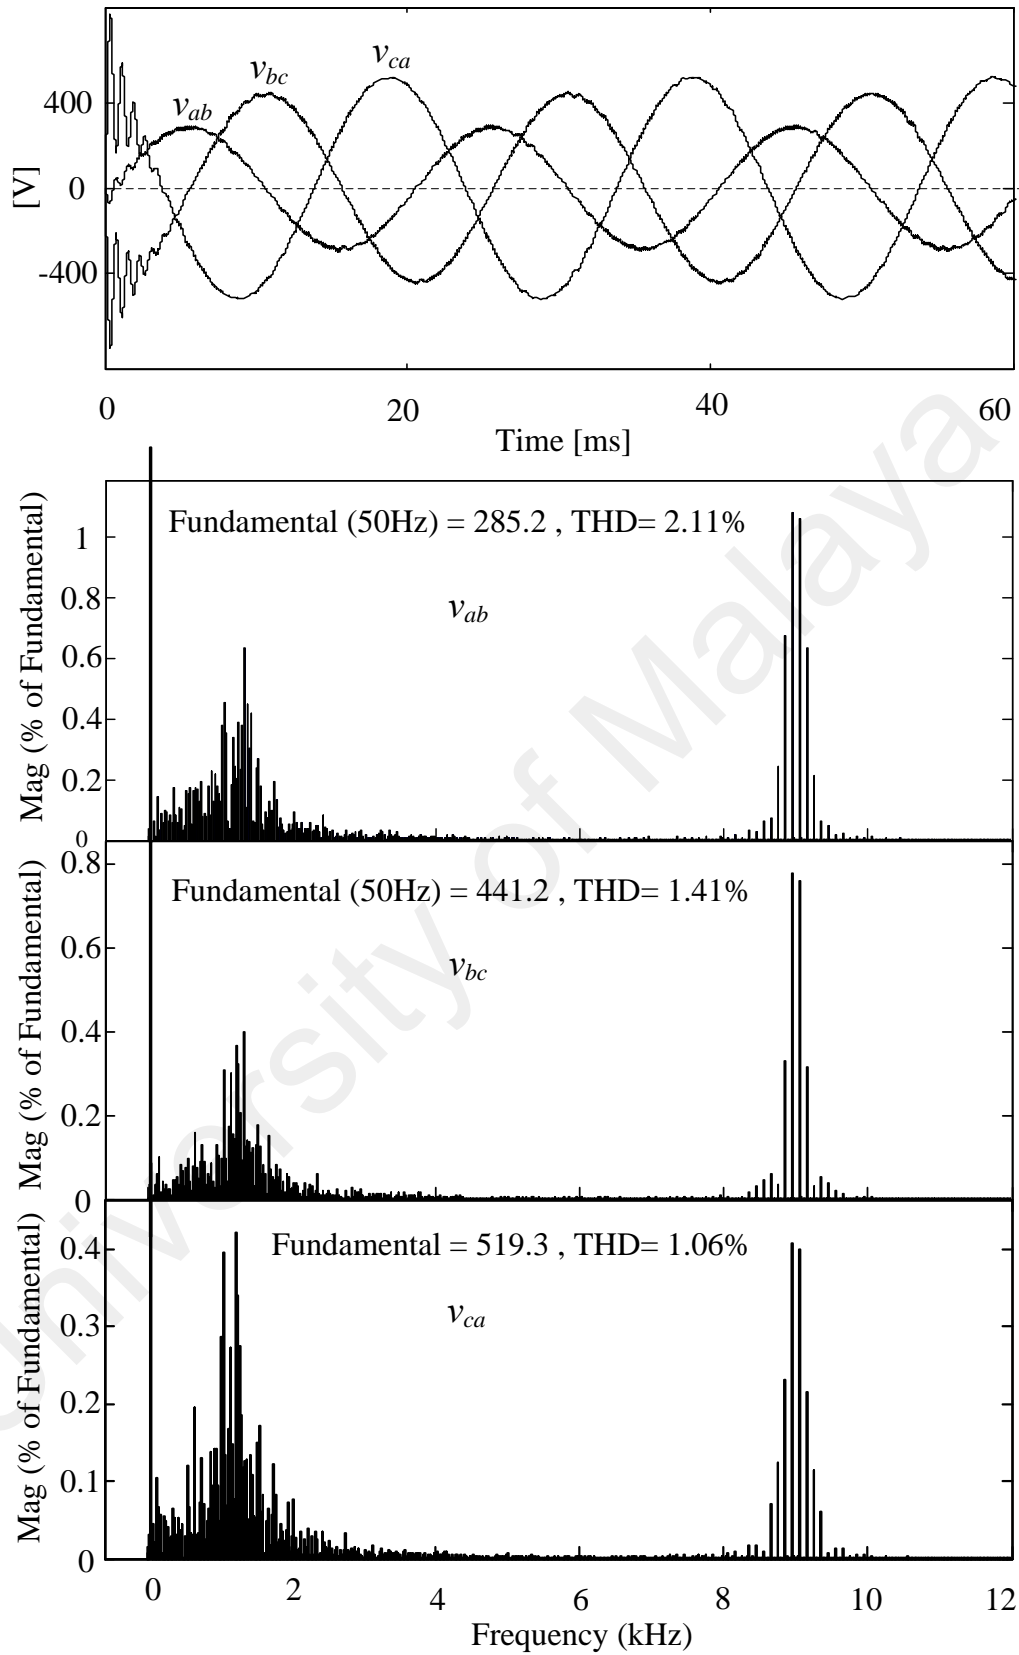 v_ca
v_bc
v_ab
400
0
-400
[V]
0 20 40 60
Time [ms]
Fundamental (50Hz) = 285.2 , THD= 2.11%
v_ab
1
0.8
0.6
0.4
0.2
0
Mag (% of Fundamental)
Fundamental (50Hz) = 441.2 , THD= 1.41%
v_bc
0.8
0.6
0.4
0.2
0
Mag (% of Fundamental)
Fundamental = 519.3 , THD= 1.06%
v_ca
0.4
0.3
0.2
0.1
0
Mag (% of Fundamental)
0 2 4 6 8 10 12
Frequency (kHz)
University of Malaya